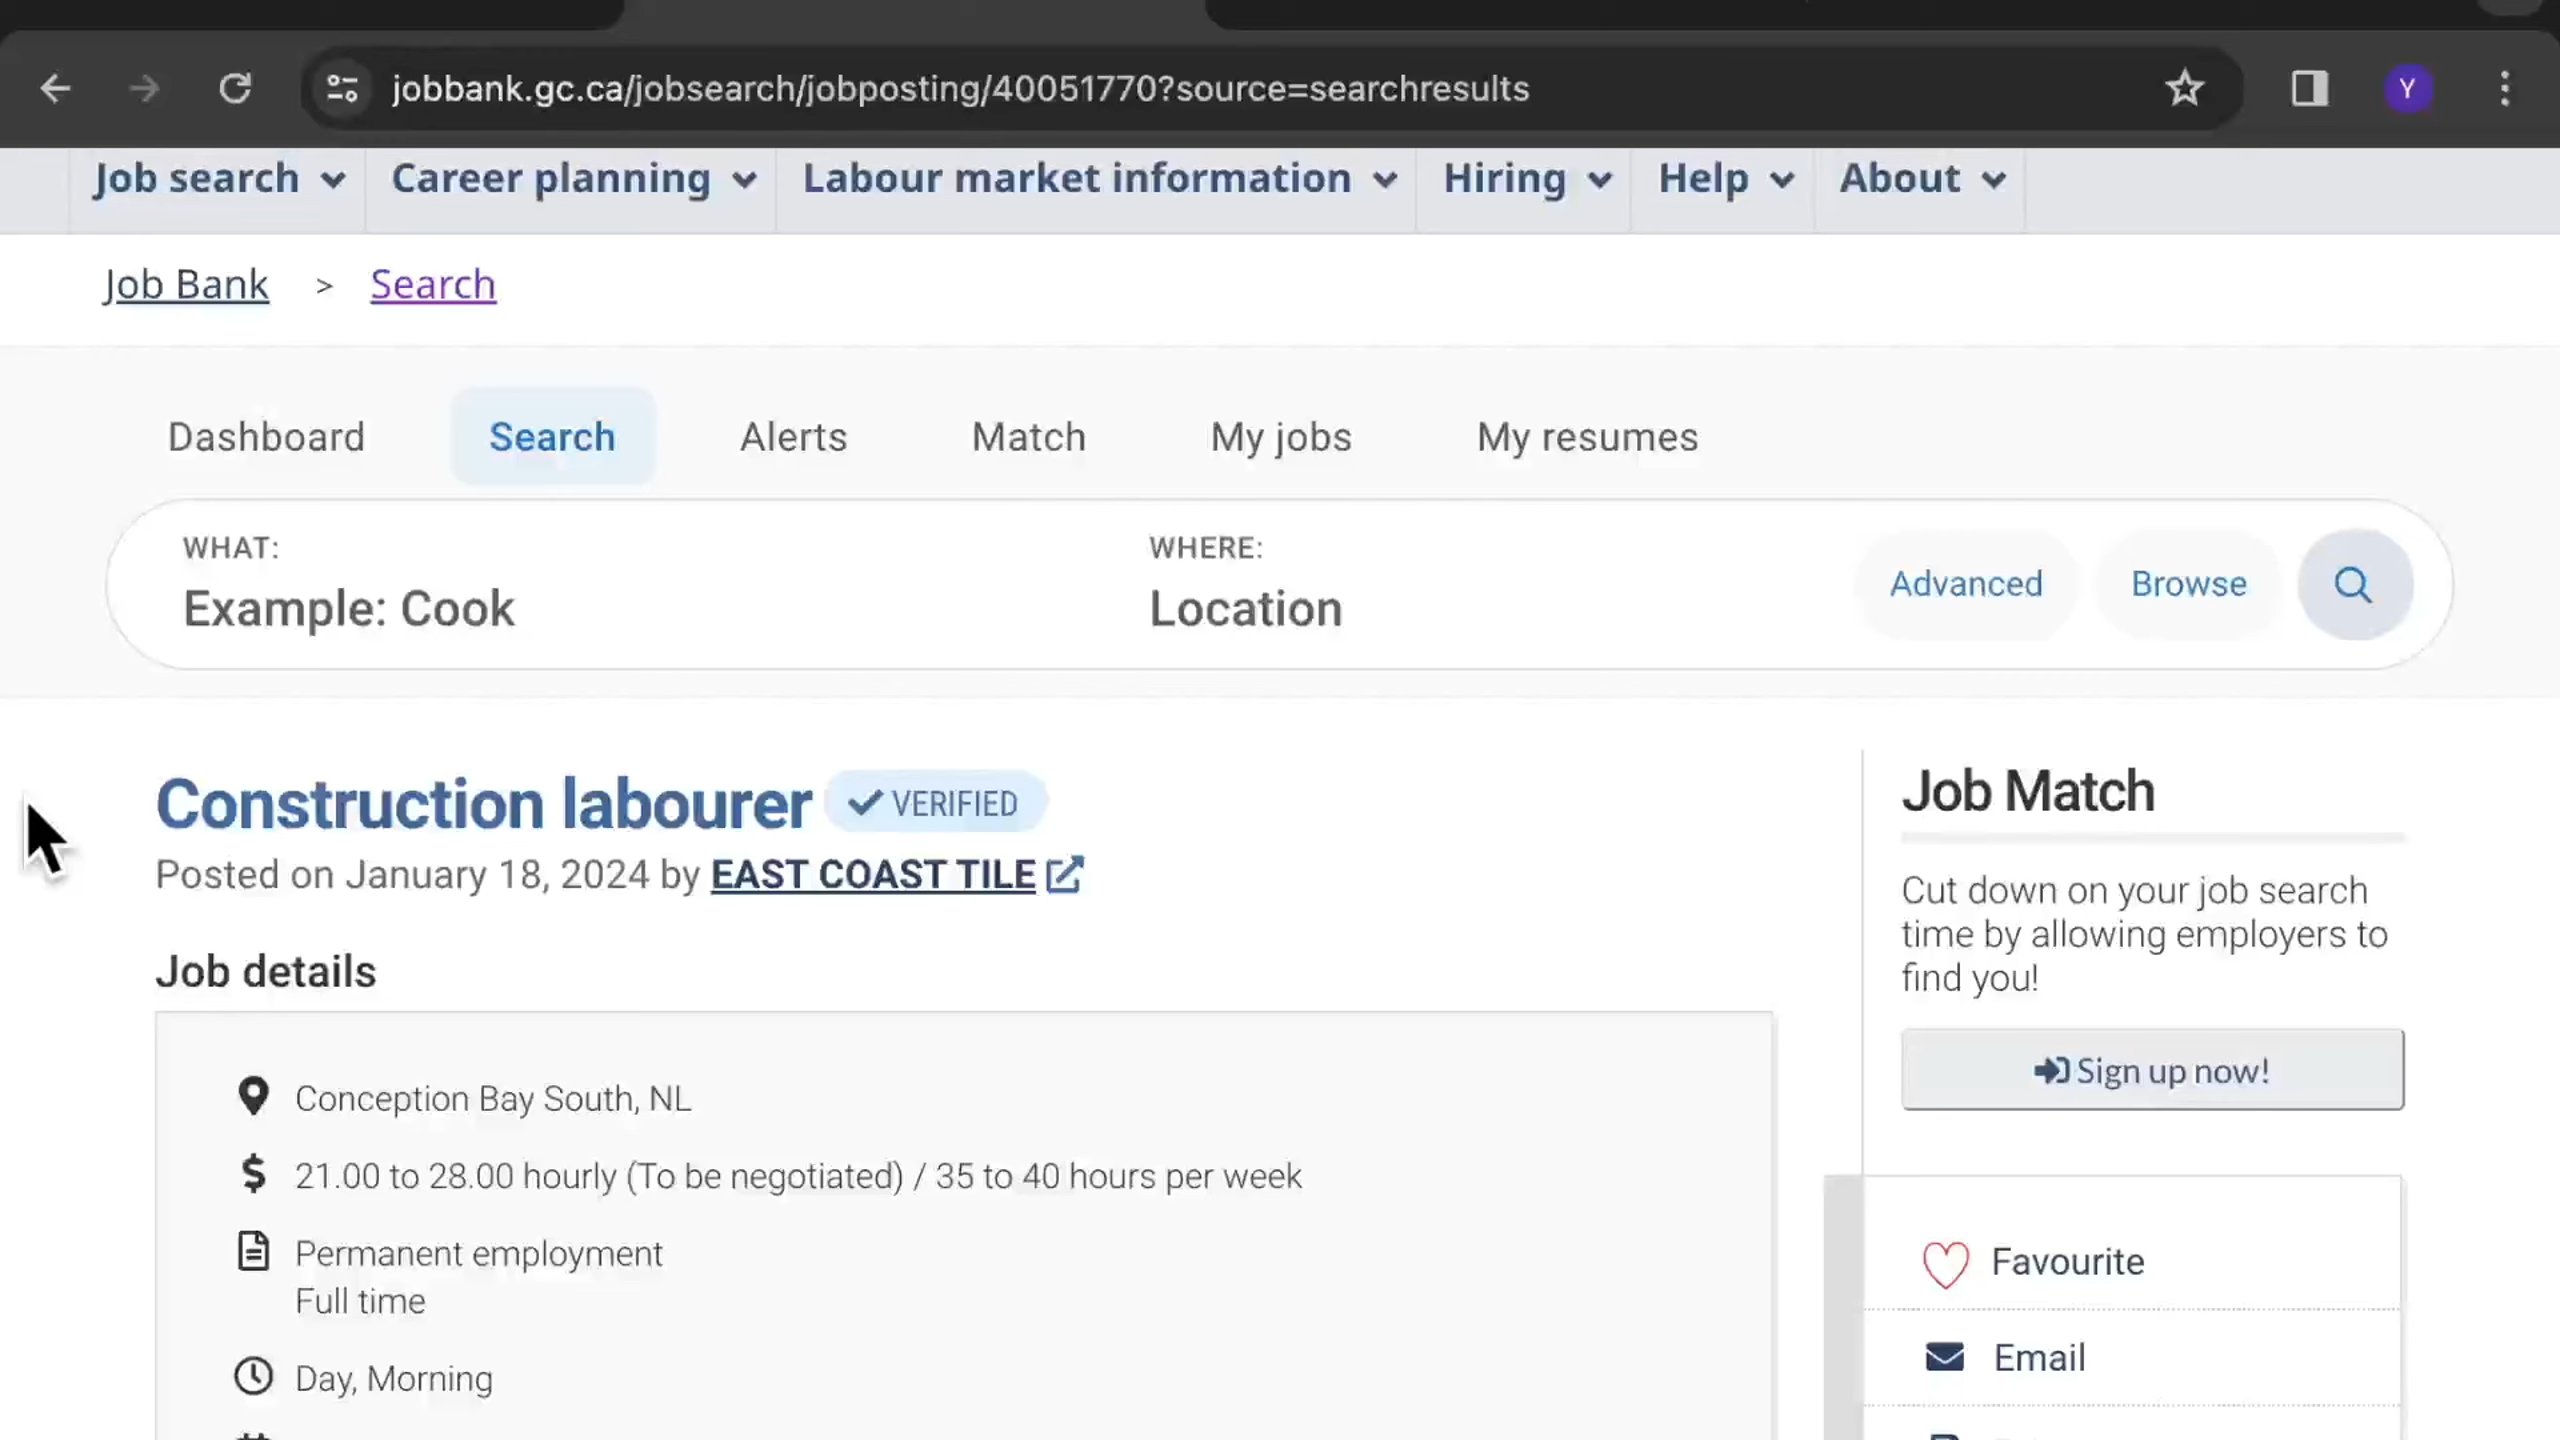 jobbank.gc.ca/jobsearch/jobposting/40051770?source=searchresults
Y
Job search Career planning Labour market information Hiring Help About
Job Bank > Search
Dashboard Search Alerts Match My jobs My resumes
WHAT: WHERE:
Example: Cook Location Advanced Browse
Construction labourer VERIFIED
Posted on January 18, 2024 by EAST COAST TILE
Job details
Conception Bay South, NL
$ 21.00 to 28.00 hourly (To be negotiated) / 35 to 40 hours per week
Permanent employment
Full time
Day, Morning
Job Match
Cut down on your job search
time by allowing employers to
find you!
Sign up now!
Favourite
Email